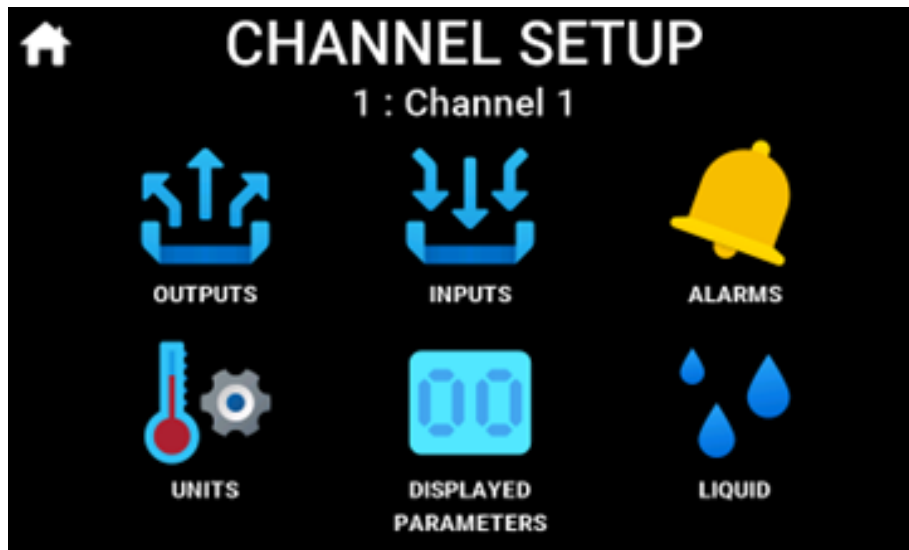 CHANNEL SETUP
1 : Channel 1
OUTPUTS
INPUTS
ALARMS
UNITS
DISPLAYED
PARAMETERS
LIQUID